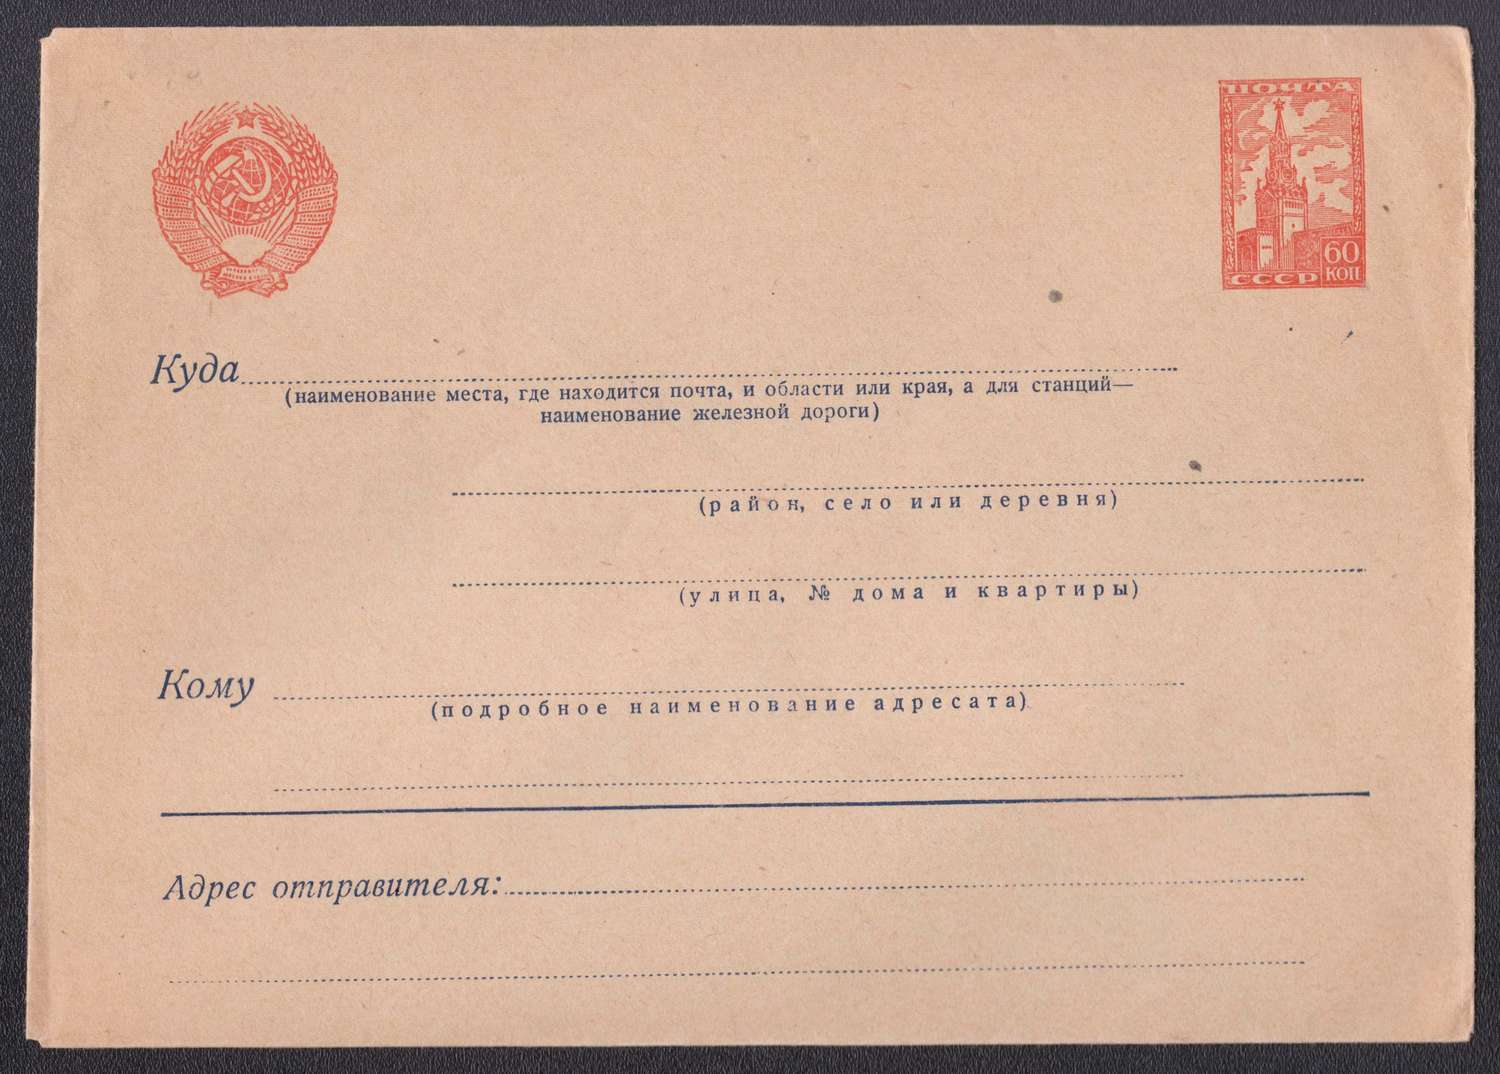 ПОЧТА
60
КОП
СССР
Куда
(наименование места, где находится почта, и области или края, а для станций—
наименование железной дороги)
(район, село или деревня)
(улица, № дома и квартиры)
Кому
(подробное наименование адресата)
Адрес отправителя: